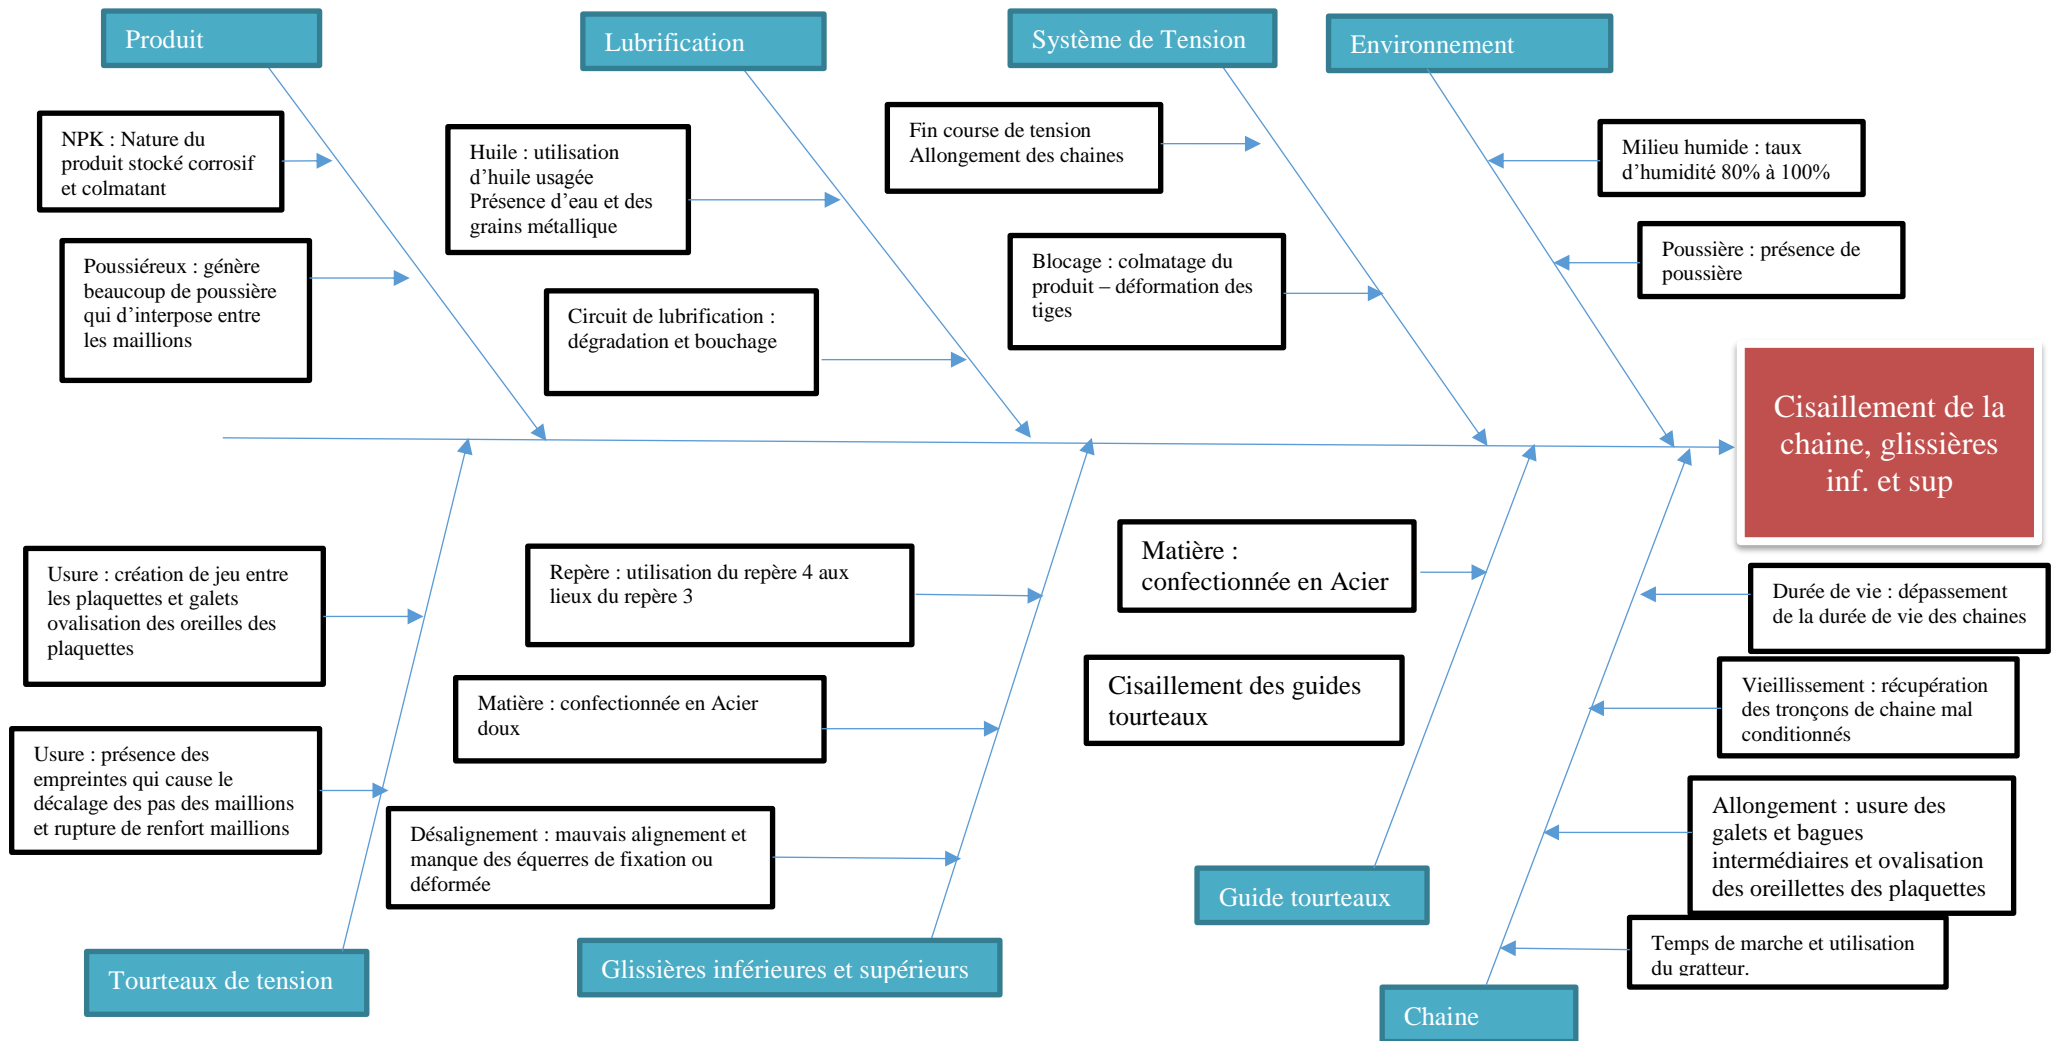 Produit
Lubrification
Système de Tension
Environnement
NPK : Nature du
produit stocké corrosif
et colmatant
Huile : utilisation
d’huile usagée
Présence d’eau et des
grains métallique
Fin course de tension
Allongement des chaines
Milieu humide : taux
d’humidité 80% à 100%
Poussiéreux : génère
beaucoup de poussière
qui d’interpose entre
les maillions
Circuit de lubrification :
dégradation et bouchage
Blocage : colmatage du
produit – déformation des
tiges
Poussière : présence de
poussière
Cisaillement de la
chaine, glissières
inf. et sup
Usure : création de jeu entre
les plaquettes et galets
ovalisation des oreilles des
plaquettes
Repère : utilisation du repère 4 aux
lieux du repère 3
Matière :
confectionnée en Acier
Durée de vie : dépassement
de la durée de vie des chaines
Usure : présence des
empreintes qui cause le
décalage des pas des maillions
et rupture de renfort maillions
Matière : confectionnée en Acier
doux
Cisaillement des guides
tourteaux
Vieillissement : récupération
des tronçons de chaine mal
conditionnés
Désalignement : mauvais alignement et
manque des équerres de fixation ou
déformée
Allongement : usure des
galets et bagues
intermédiaires et ovalisation
des oreillettes des plaquettes
Temps de marche et utilisation
du gratteur.
Tourteaux de tension
Glissières inférieures et supérieurs
Guide tourteaux
Chaine